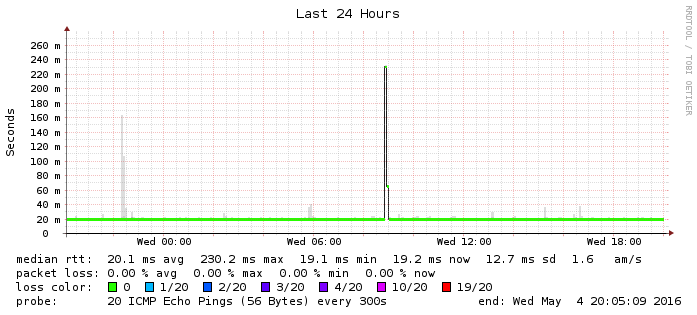 Last 24 Hours
RRDTOOL / TOBI OETIKER
Seconds
260 m
240 m
220 m
200 m
180 m
160 m
140 m
120 m
100 m
80 m
60 m
40 m
20 m
0
Wed 00:00 Wed 06:00 Wed 12:00 Wed 18:00
median rtt: 20.1 ms avg 230.2 ms max 19.1 ms min 19.2 ms now 12.7 ms sd 1.6 am/s
packet loss: 0.00 % avg 0.00 % max 0.00 % min 0.00 % now
loss color: 0 1/20 2/20 3/20 4/20 10/20 19/20
probe: 20 ICMP Echo Pings (56 Bytes) every 300s end: Wed May 4 20:05:09 2016